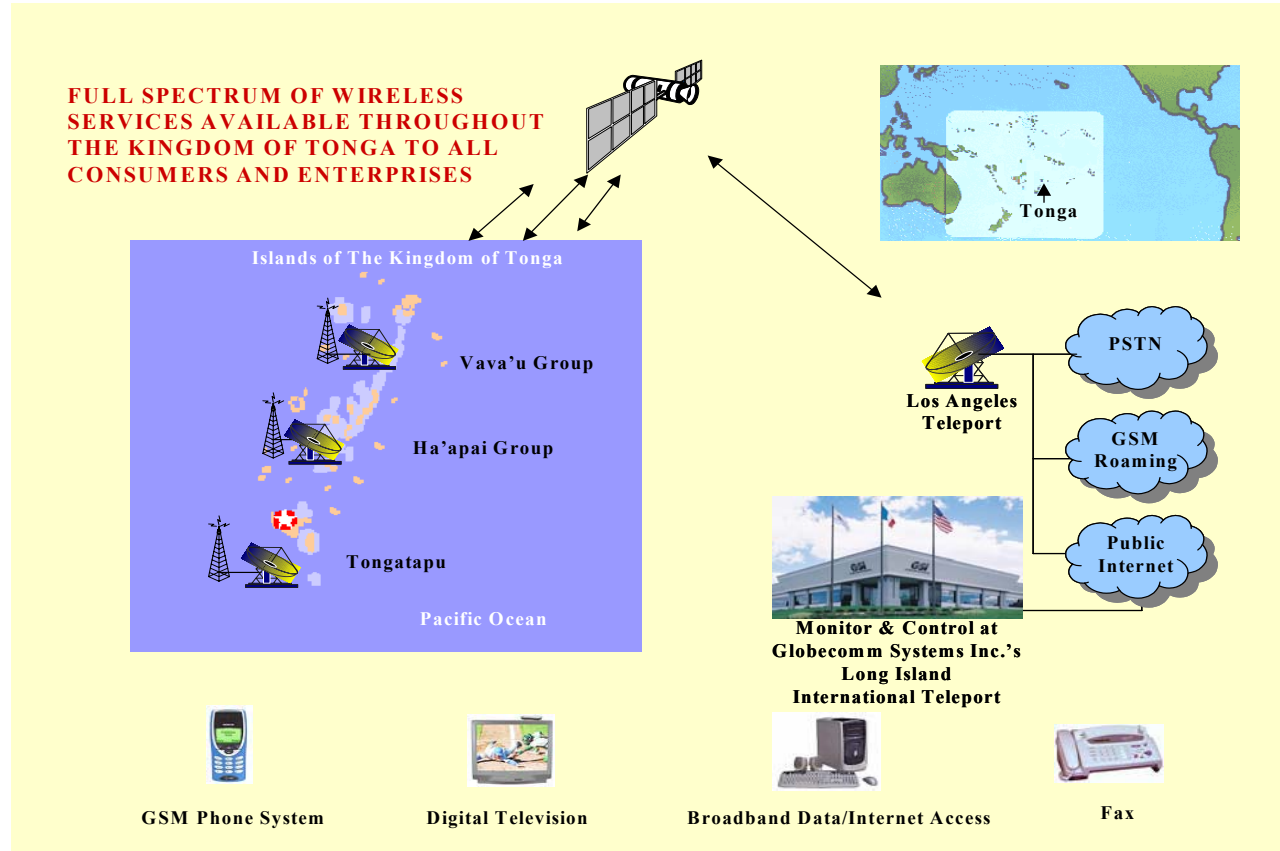 FULL SPECTRUM OF WIRELESS
SERVICES AVAILABLE THROUGHOUT
THE KINGDOM OF TONGA TO ALL
CONSUMERS AND ENTERPRISES
Tonga
Islands of The Kingdom of Tonga
Vava'u Group
Ha'apai Group
Tongatapu
Pacific Ocean
Los Angeles
Teleport
PSTN
GSM
Roaming
Public
Internet
GSI
GSI
Monitor & Control at
Globecomm Systems Inc.'s
Long Island
International Teleport
GSM Phone System
Digital Television
Broadband Data/Internet Access
Fax